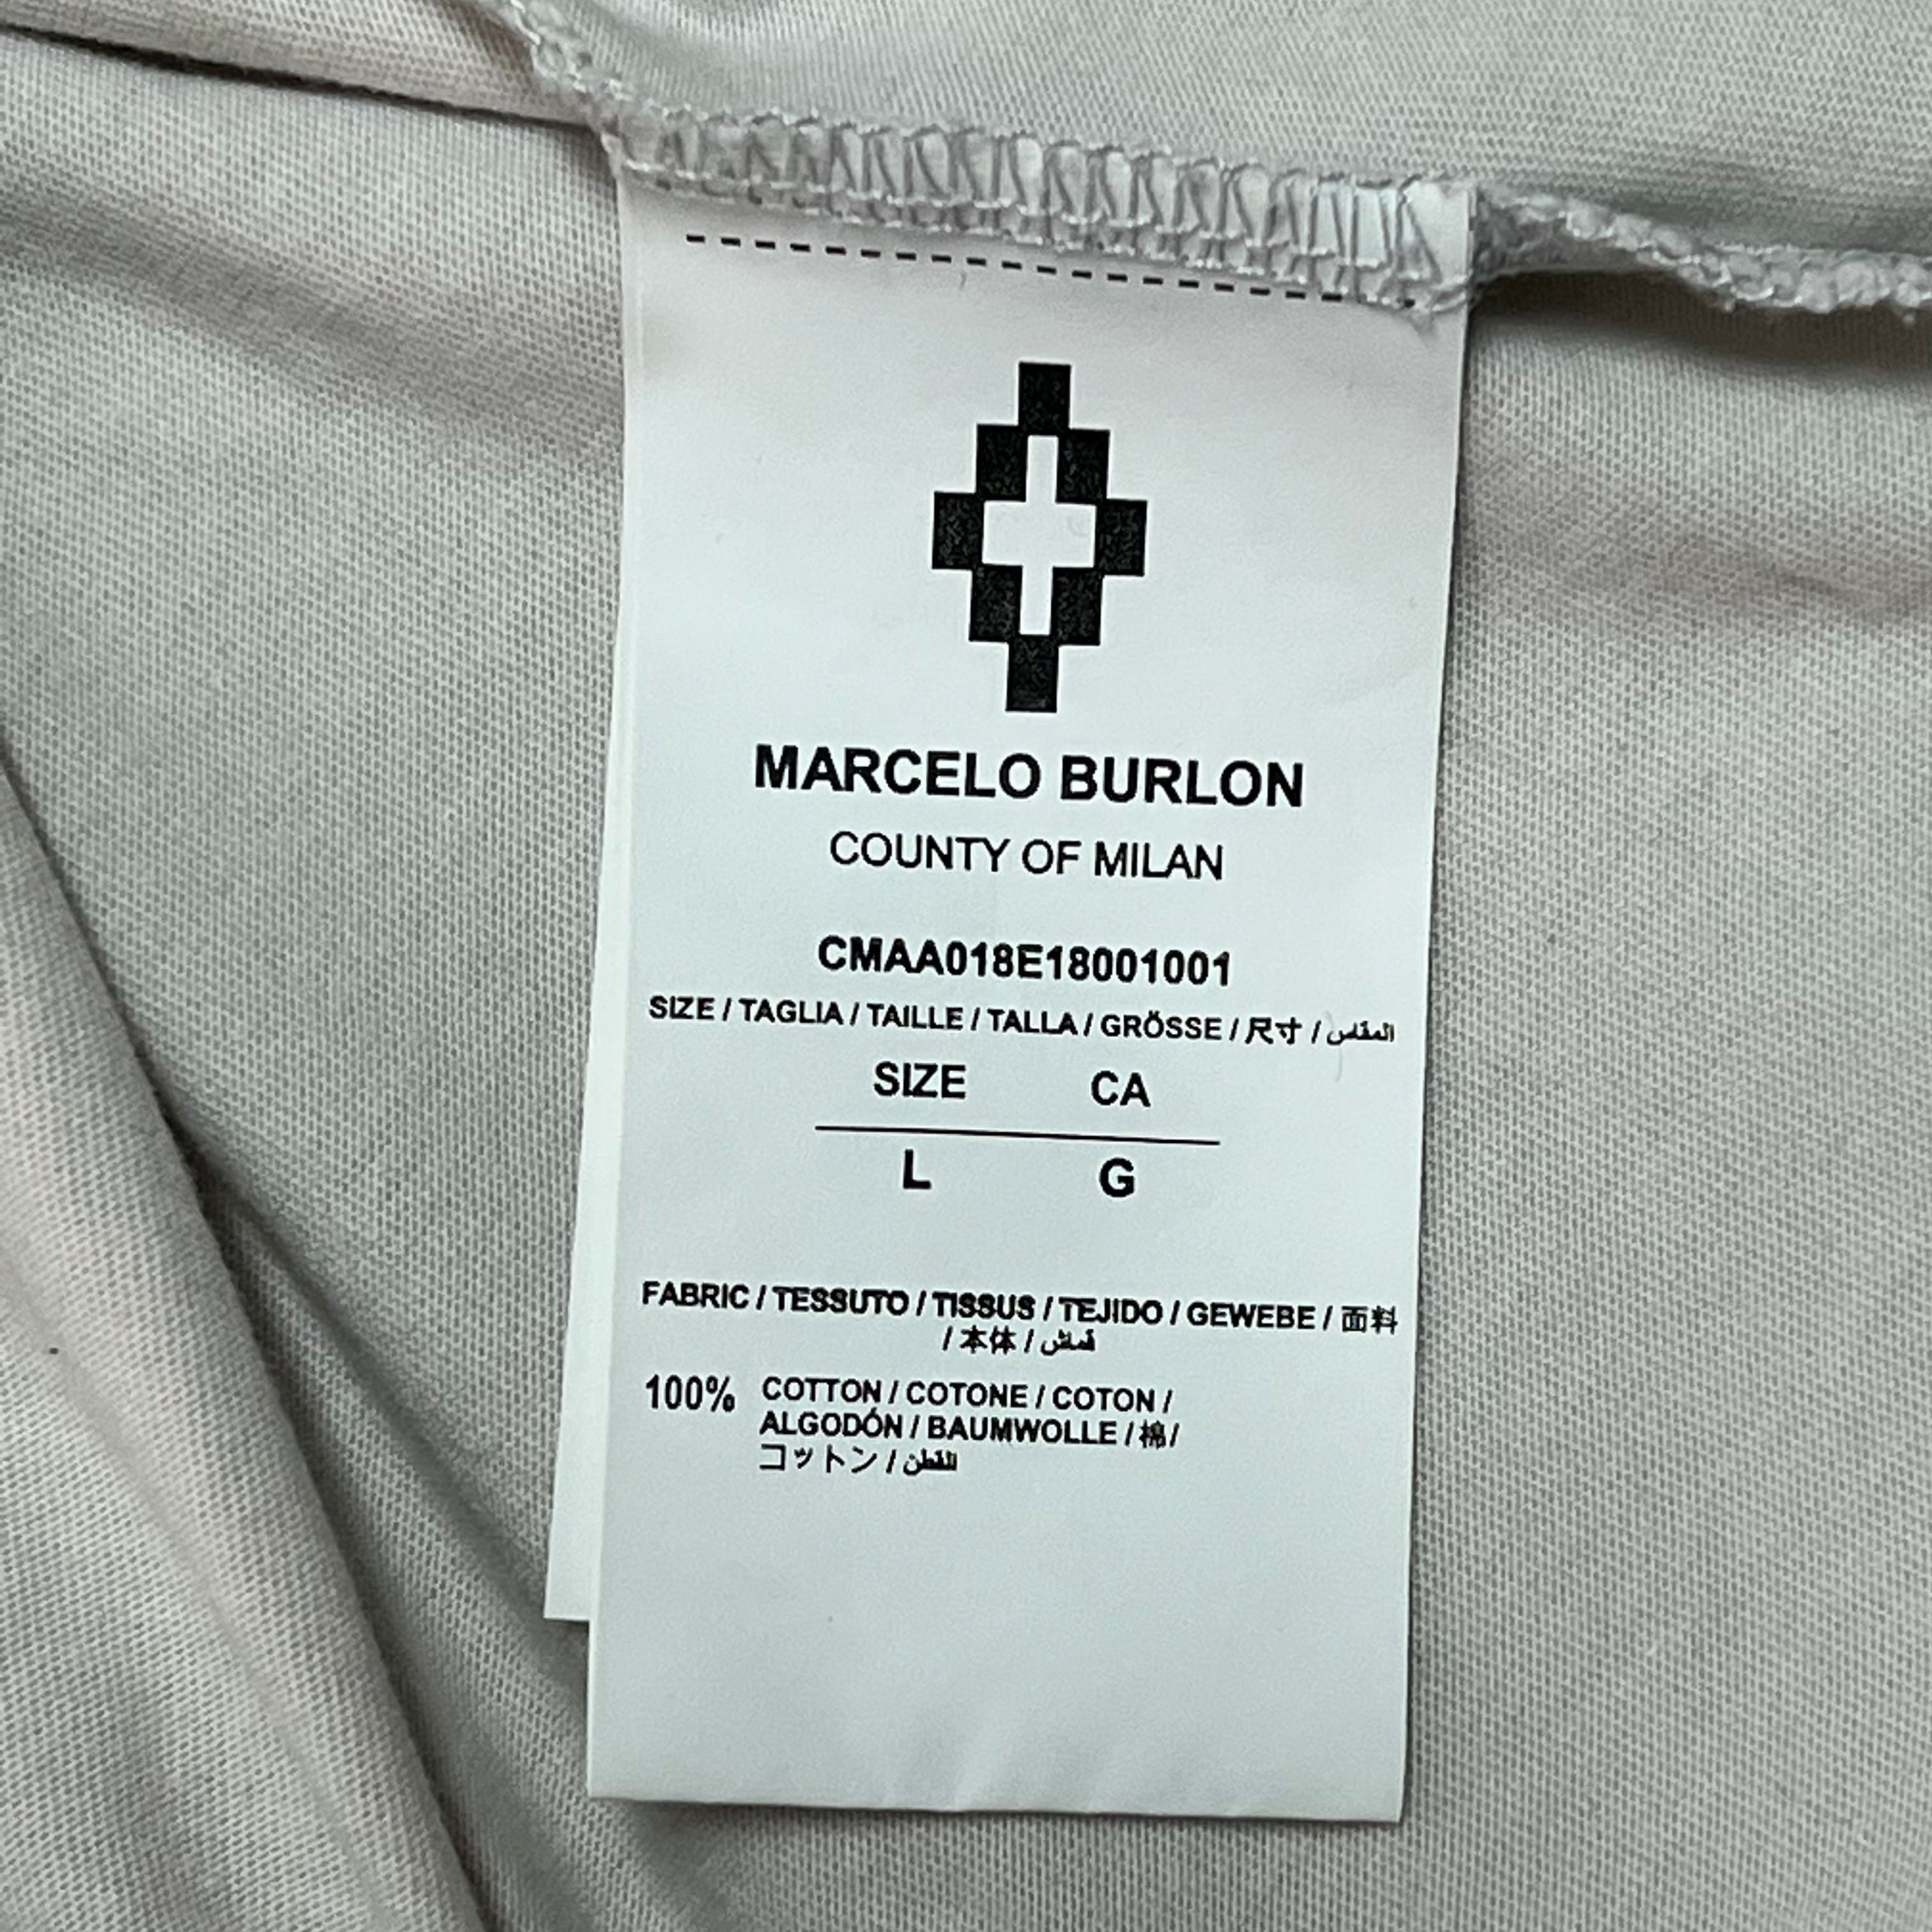 MARCELO BURLON
COUNTY OF MILAN
CMAA018E18001001
SIZE / TAGLIA / TAILLE / TALLA / GRÖSSE / 尺寸 / المقاس
SIZE CA
L G
FABRIC / TESSUTO / TISSUS / TEJIDO / GEWEBE / 面料
/ 本体 / قماش
100% COTTON / COTONE / COTON /
ALGODÓN / BAUMWOLLE / 棉/
コットン / القطن